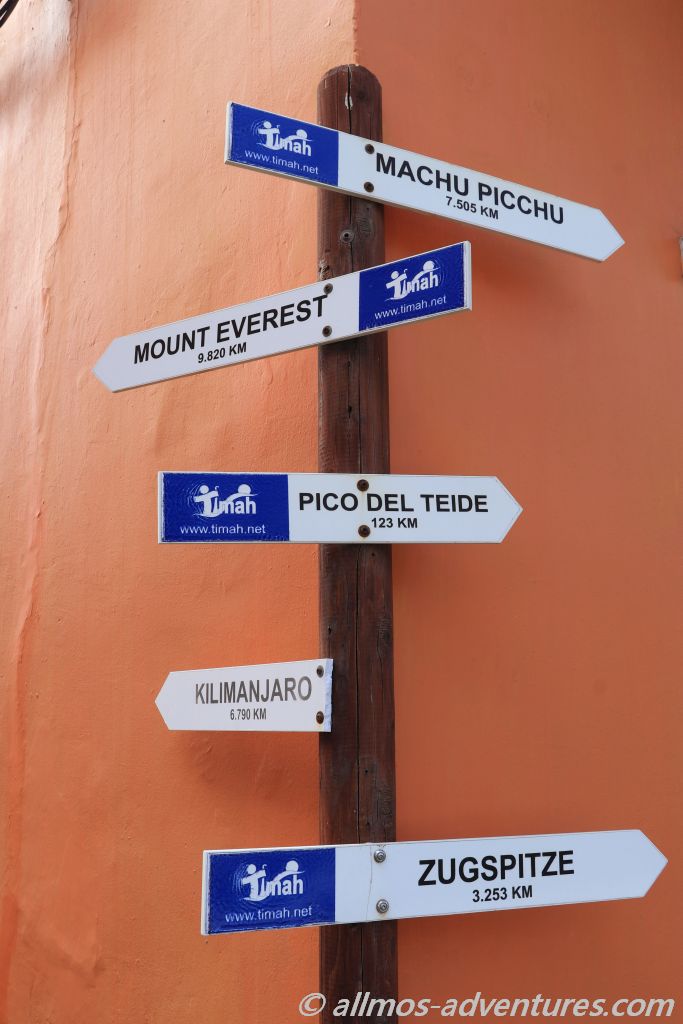 Timah
www.timah.net
MACHU PICCHU
7.505 KM
Timah
www.timah.net
MOUNT EVEREST
9.820 KM
Timah
www.timah.net
PICO DEL TEIDE
123 KM
KILIMANJARO
6.790 KM
Timah
www.timah.net
ZUGSPITZE
3.253 KM
© allmos-adventures.com